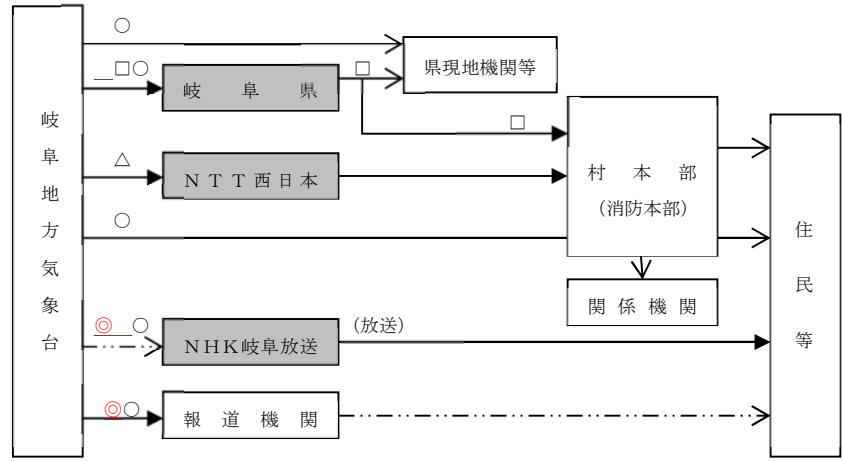 岐阜地方気象台
○
□○
岐阜県
□
県現地機関等
□
△
NTT西日本
村本部
（消防本部）
○
住民等
関係機関
◎ ○
NHK岐阜放送
（放送）
◎○
報道機関